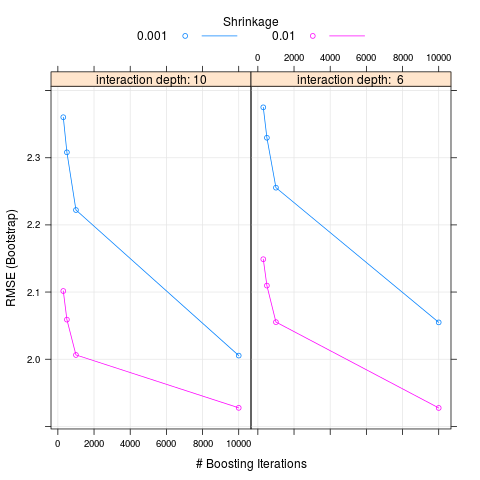 Shrinkage
0.001 0.01
0 2000 4000 6000 8000 10000
interaction depth: 10 interaction depth: 6
RMSE (Bootstrap)
2.3
2.2
2.1
2.0
0 2000 4000 6000 8000 10000
# Boosting Iterations